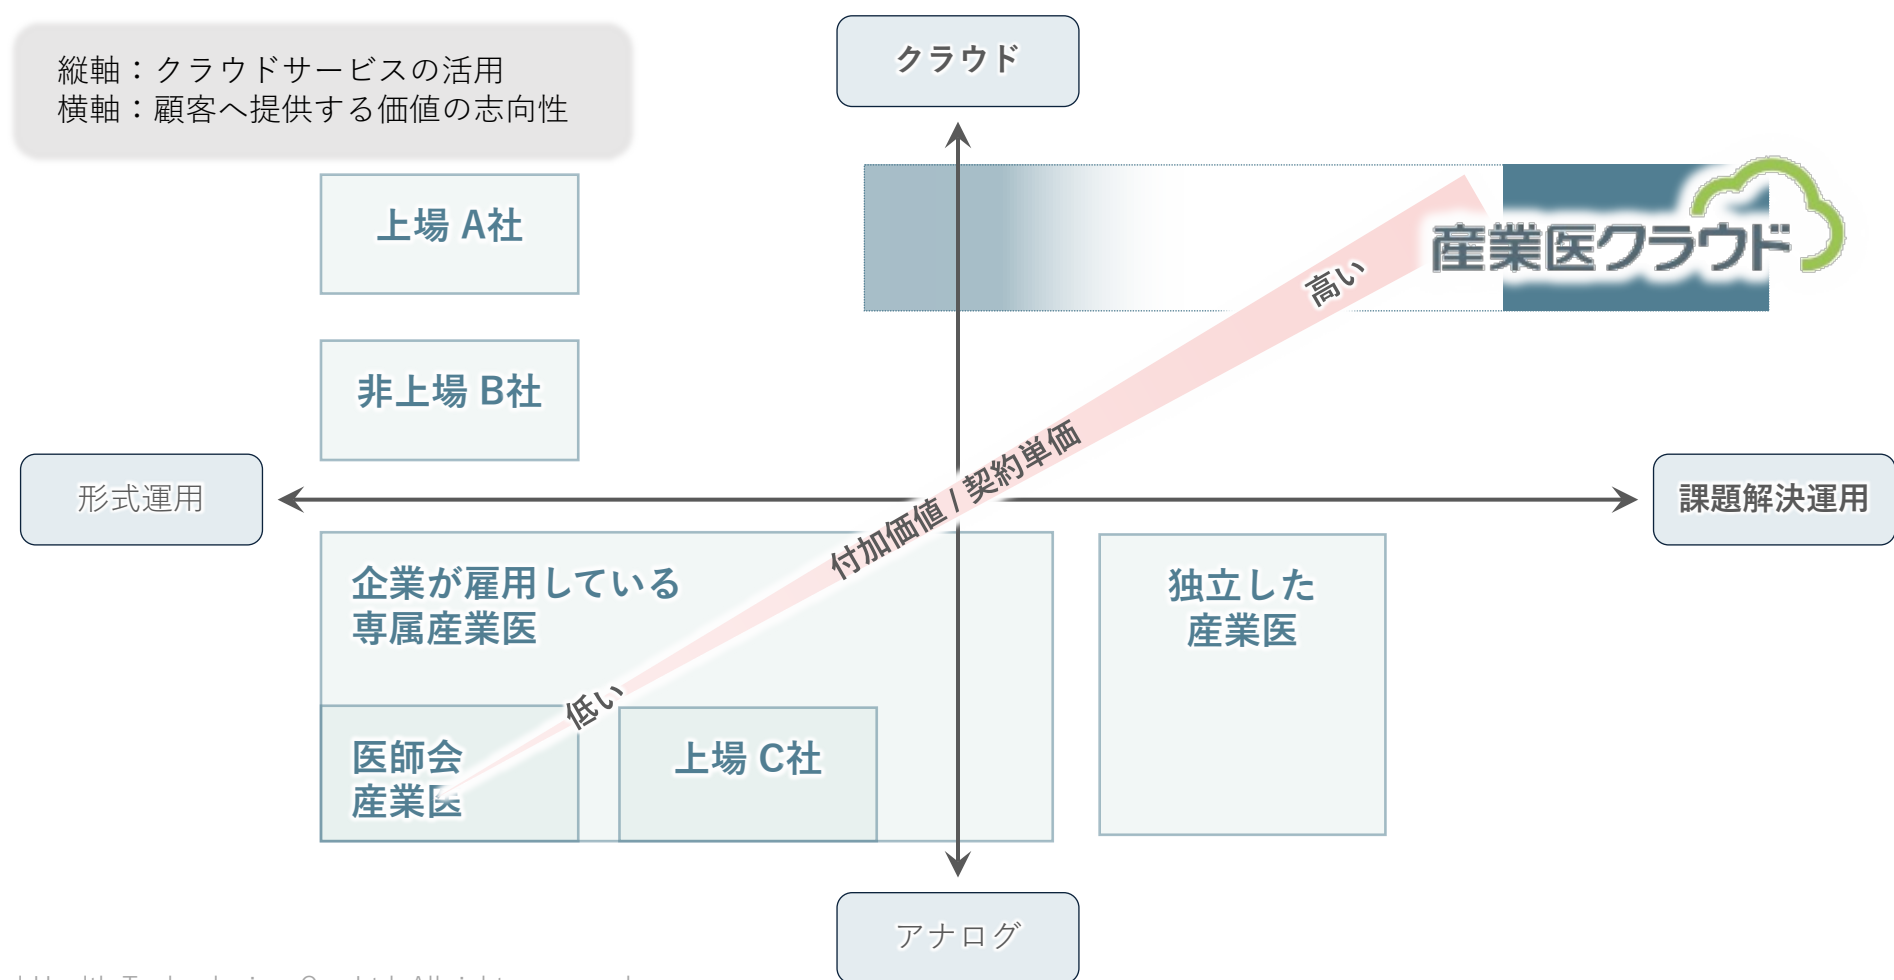 縦軸：クラウドサービスの活用
横軸：顧客へ提供する価値の志向性
クラウド
上場 A社
産業医クラウド
高い
非上場 B社
付加価値 / 契約単価
形式運用
課題解決運用
企業が雇用している
専属産業医
独立した
産業医
低い
医師会
産業医
上場 C社
アナログ